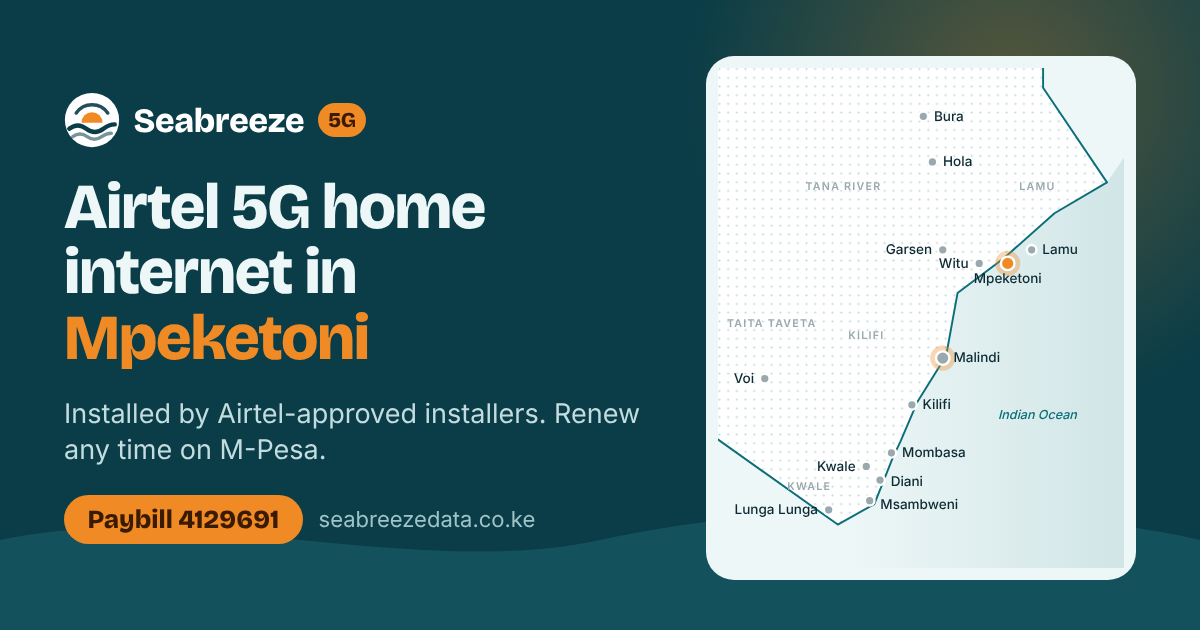 Seabreeze 5G
Airtel 5G home
internet in
Mpeketoni
Installed by Airtel-approved installers. Renew
any time on M-Pesa.
Paybill 4129691
seabreezedata.co.ke
Bura
Hola
TANA RIVER
LAMU
Garsen
Lamu
Witu
Mpeketoni
TAITA TAVETA
KILIFI
Malindi
Voi
Kilifi
Indian Ocean
Mombasa
Kwale
Diani
KWALE
Msambweni
Lunga Lunga